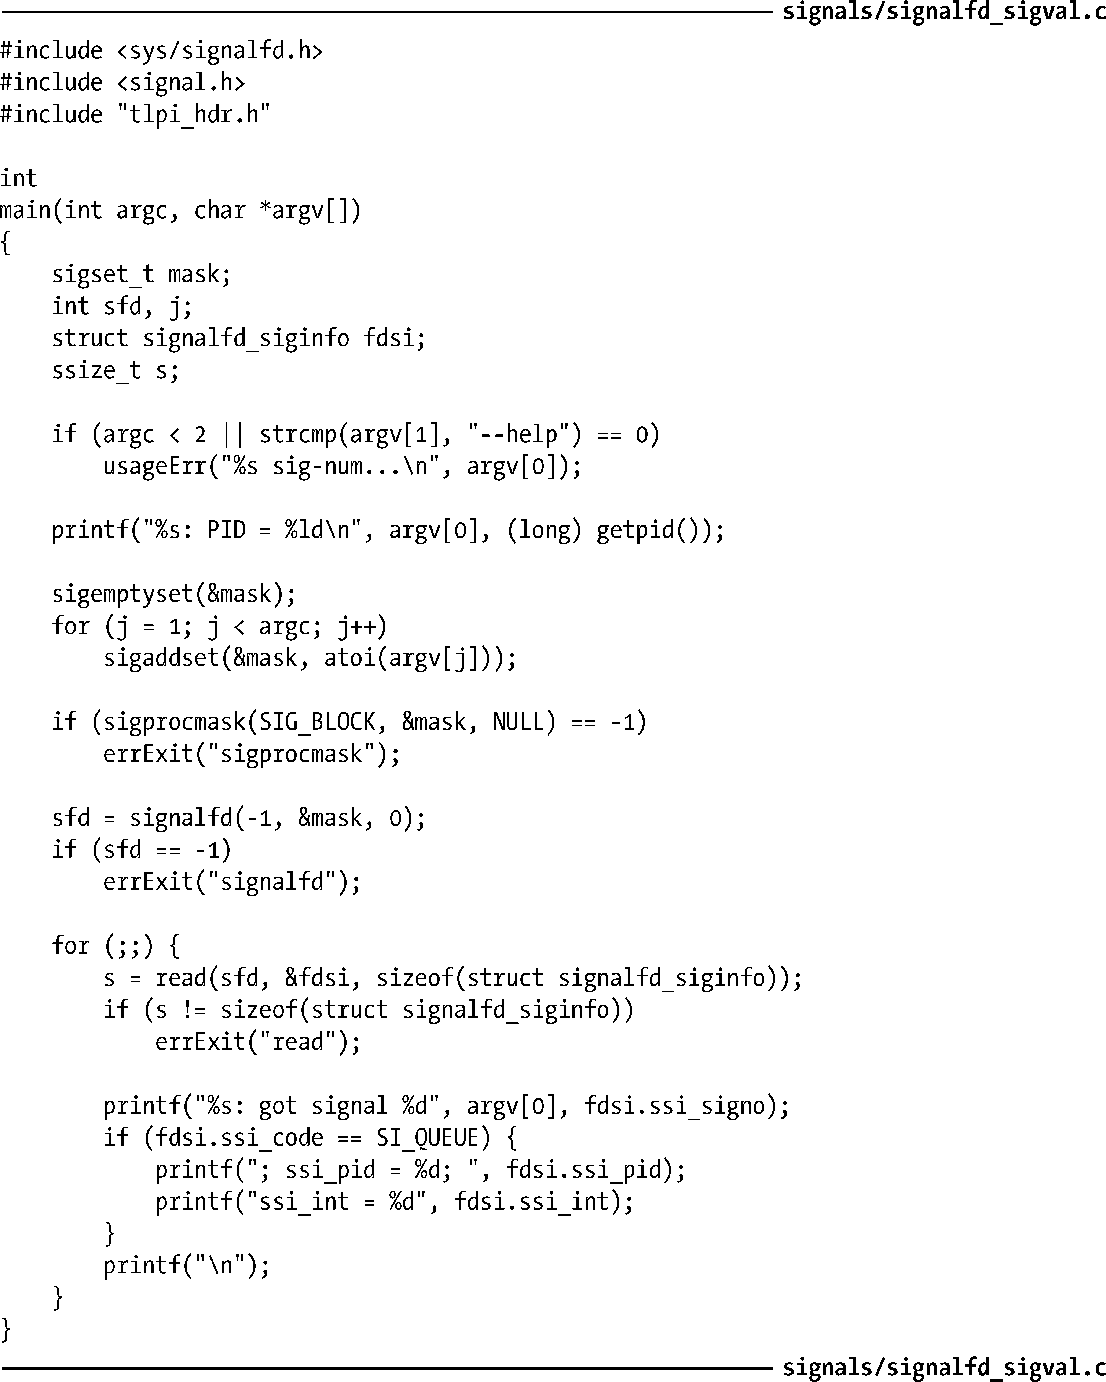 signals/signalfd_sigval.c
#include <sys/signalfd.h>
#include <signal.h>
#include "tlpi_hdr.h"

int
main(int argc, char *argv[])
{
    sigset_t mask;
    int sfd, j;
    struct signalfd_siginfo fdsi;
    ssize_t s;

    if (argc < 2 || strcmp(argv[1], "--help") == 0)
        usageErr("%s sig-num...\n", argv[0]);

    printf("%s: PID = %ld\n", argv[0], (long) getpid());

    sigemptyset(&mask);
    for (j = 1; j < argc; j++)
        sigaddset(&mask, atoi(argv[j]));

    if (sigprocmask(SIG_BLOCK, &mask, NULL) == -1)
        errExit("sigprocmask");

    sfd = signalfd(-1, &mask, 0);
    if (sfd == -1)
        errExit("signalfd");

    for (;;) {
        s = read(sfd, &fdsi, sizeof(struct signalfd_siginfo));
        if (s != sizeof(struct signalfd_siginfo))
            errExit("read");

        printf("%s: got signal %d", argv[0], fdsi.ssi_signo);
        if (fdsi.ssi_code == SI_QUEUE) {
            printf("; ssi_pid = %d; ", fdsi.ssi_pid);
            printf("ssi_int = %d", fdsi.ssi_int);
        }
        printf("\n");
    }
}
signals/signalfd_sigval.c